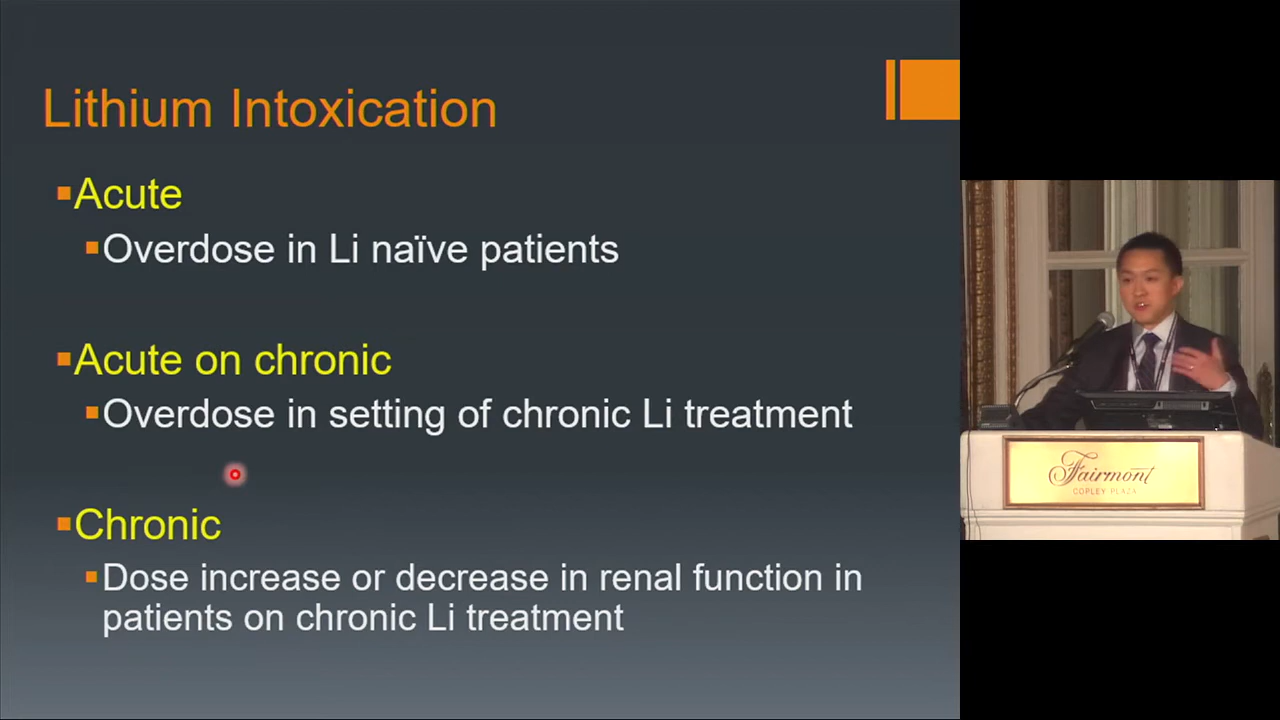 Lithium Intoxication
Acute
Overdose in Li naïve patients
Acute on chronic
Overdose in setting of chronic Li treatment
Chronic
Dose increase or decrease in renal function in
patients on chronic Li treatment
Fairmont
COPLEY PLAZA